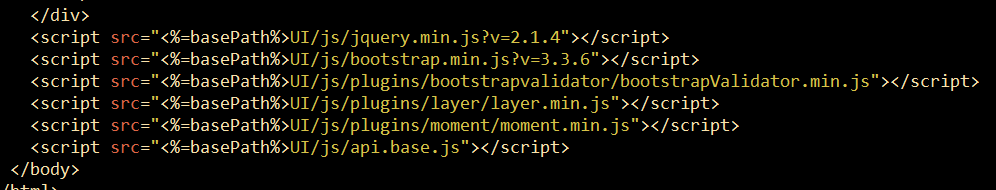 </div>
<script src="<%=basePath%>UI/js/jquery.min.js?v=2.1.4"></script>
<script src="<%=basePath%>UI/js/bootstrap.min.js?v=3.3.6"></script>
<script src="<%=basePath%>UI/js/plugins/bootstrapvalidator/bootstrapValidator.min.js"></script>
<script src="<%=basePath%>UI/js/plugins/layer/layer.min.js"></script>
<script src="<%=basePath%>UI/js/plugins/moment/moment.min.js"></script>
<script src="<%=basePath%>UI/js/api.base.js"></script>
</body>
/html>